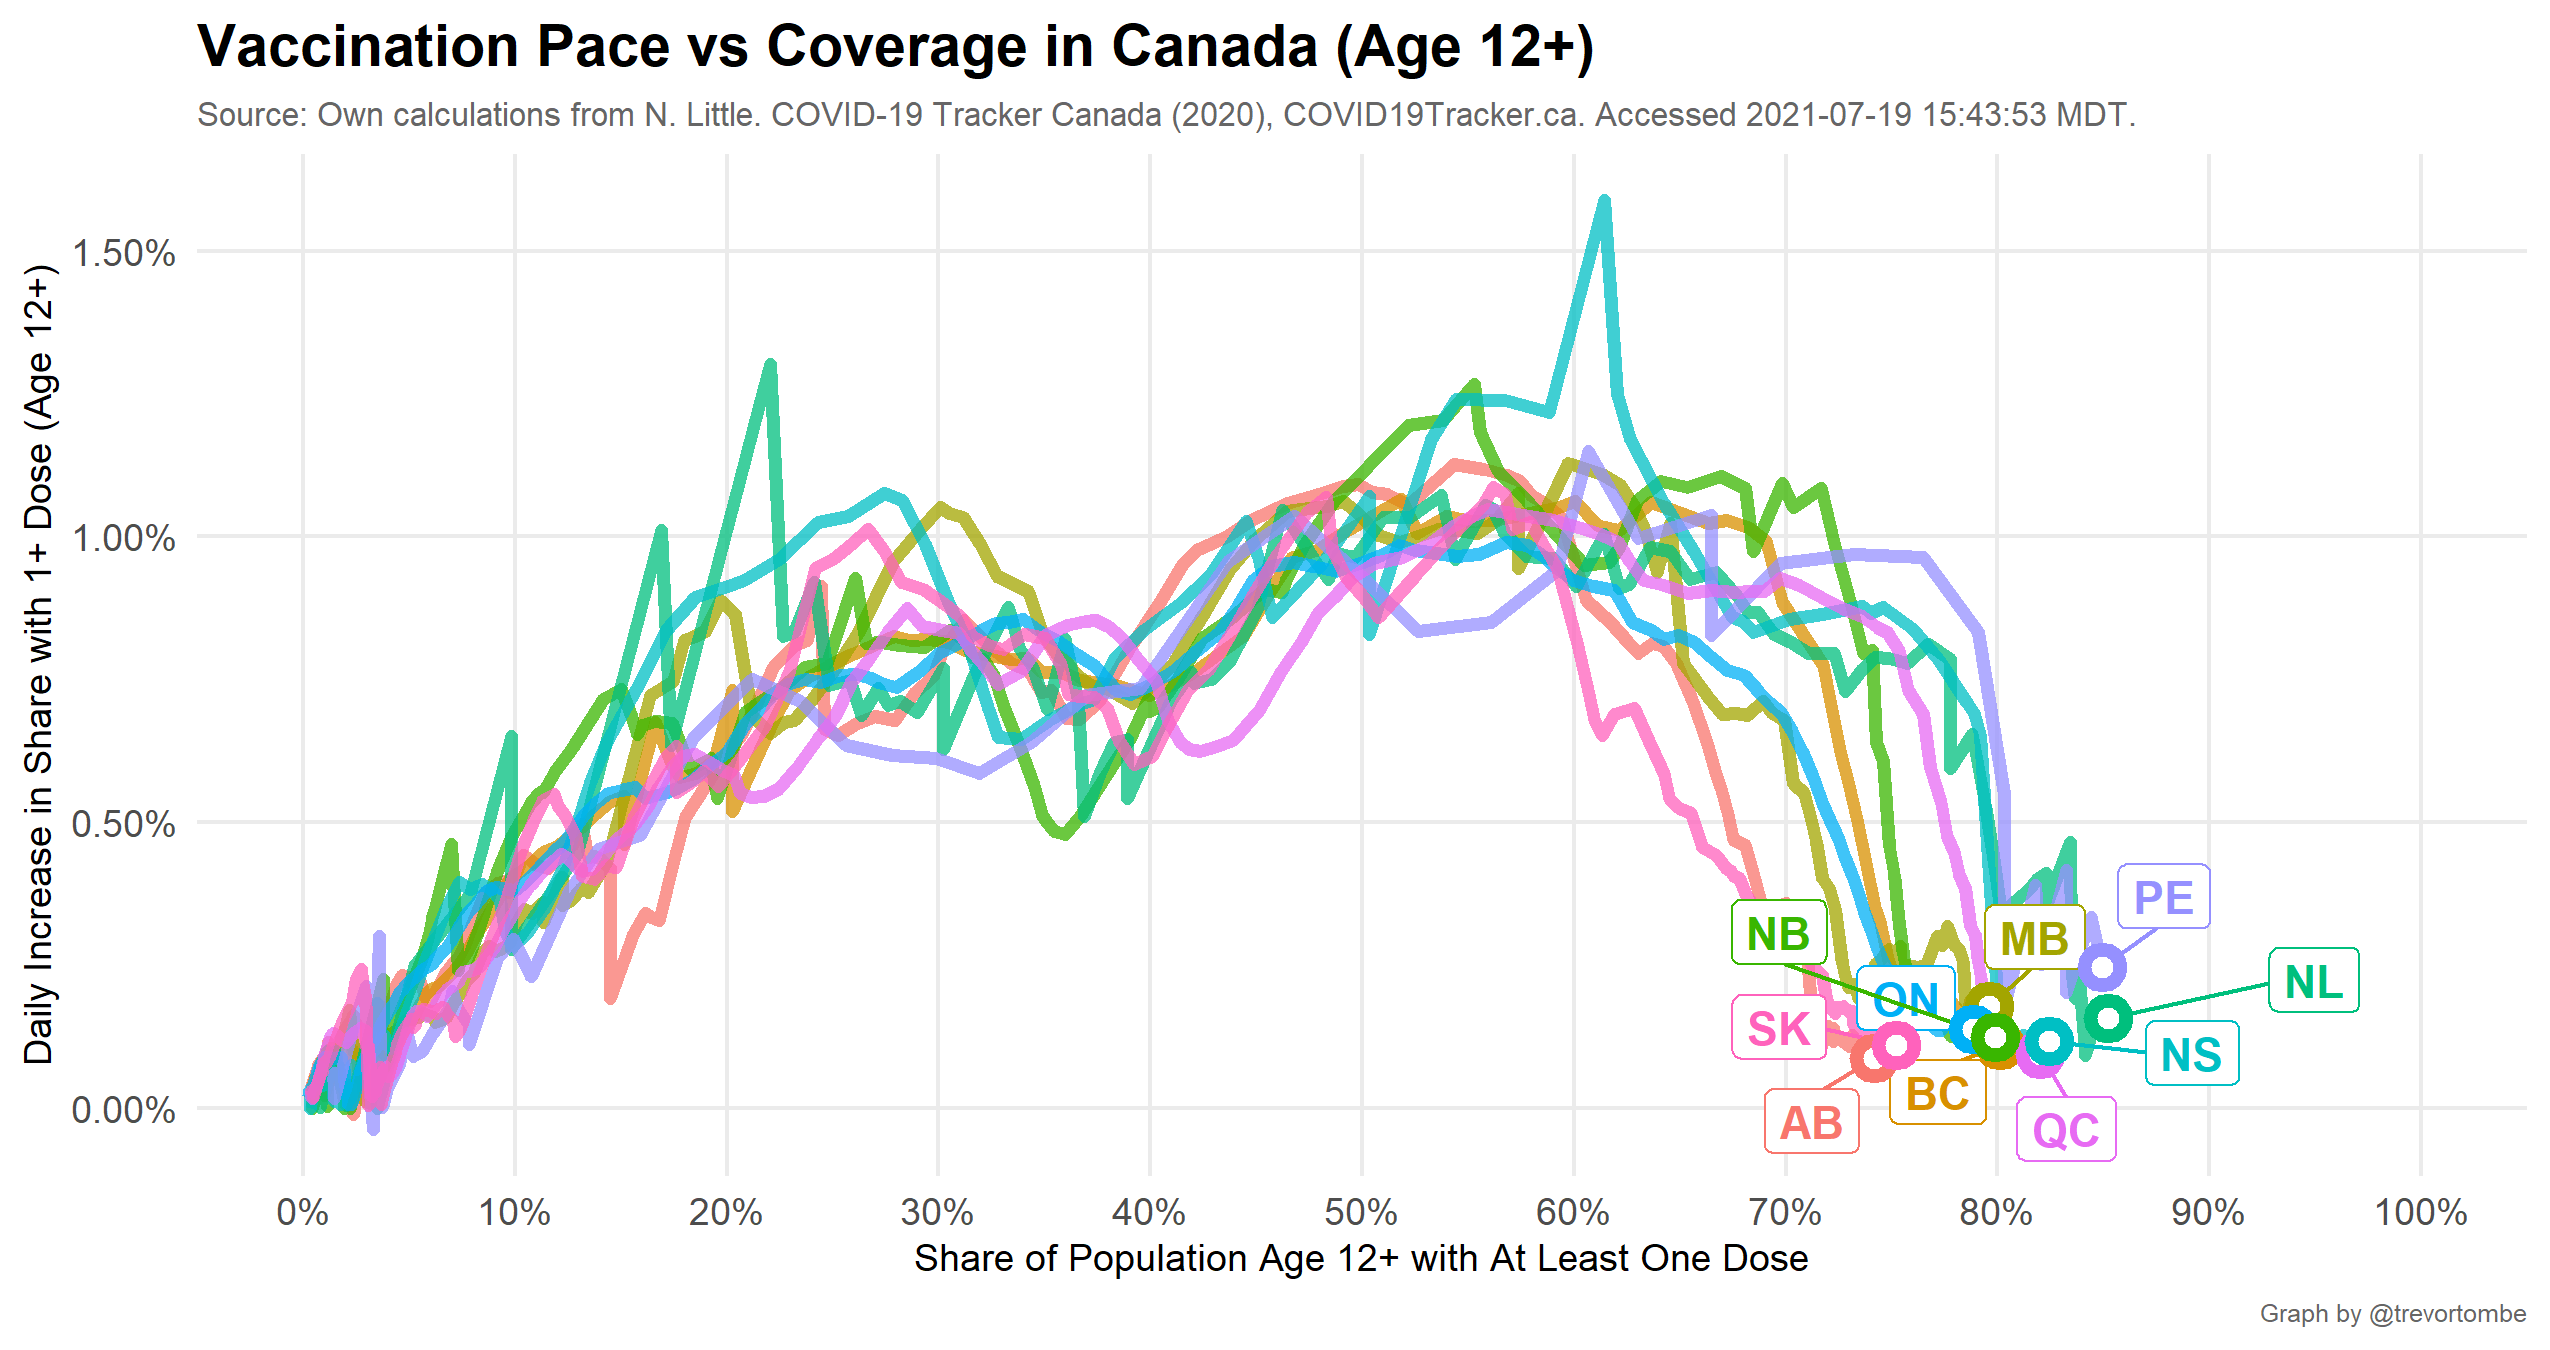 Vaccination Pace vs Coverage in Canada (Age 12+)
Source: Own calculations from N. Little. COVID-19 Tracker Canada (2020), COVID19Tracker.ca. Accessed 2021-07-19 15:43:53 MDT.
Daily Increase in Share with 1+ Dose (Age 12+)
1.50%
1.00%
0.50%
0.00%
PE
NB
MB
NL
ON
SK
NS
BC
AB
QC
0% 10% 20% 30% 40% 50% 60% 70% 80% 90% 100%
Share of Population Age 12+ with At Least One Dose
Graph by @trevortombe